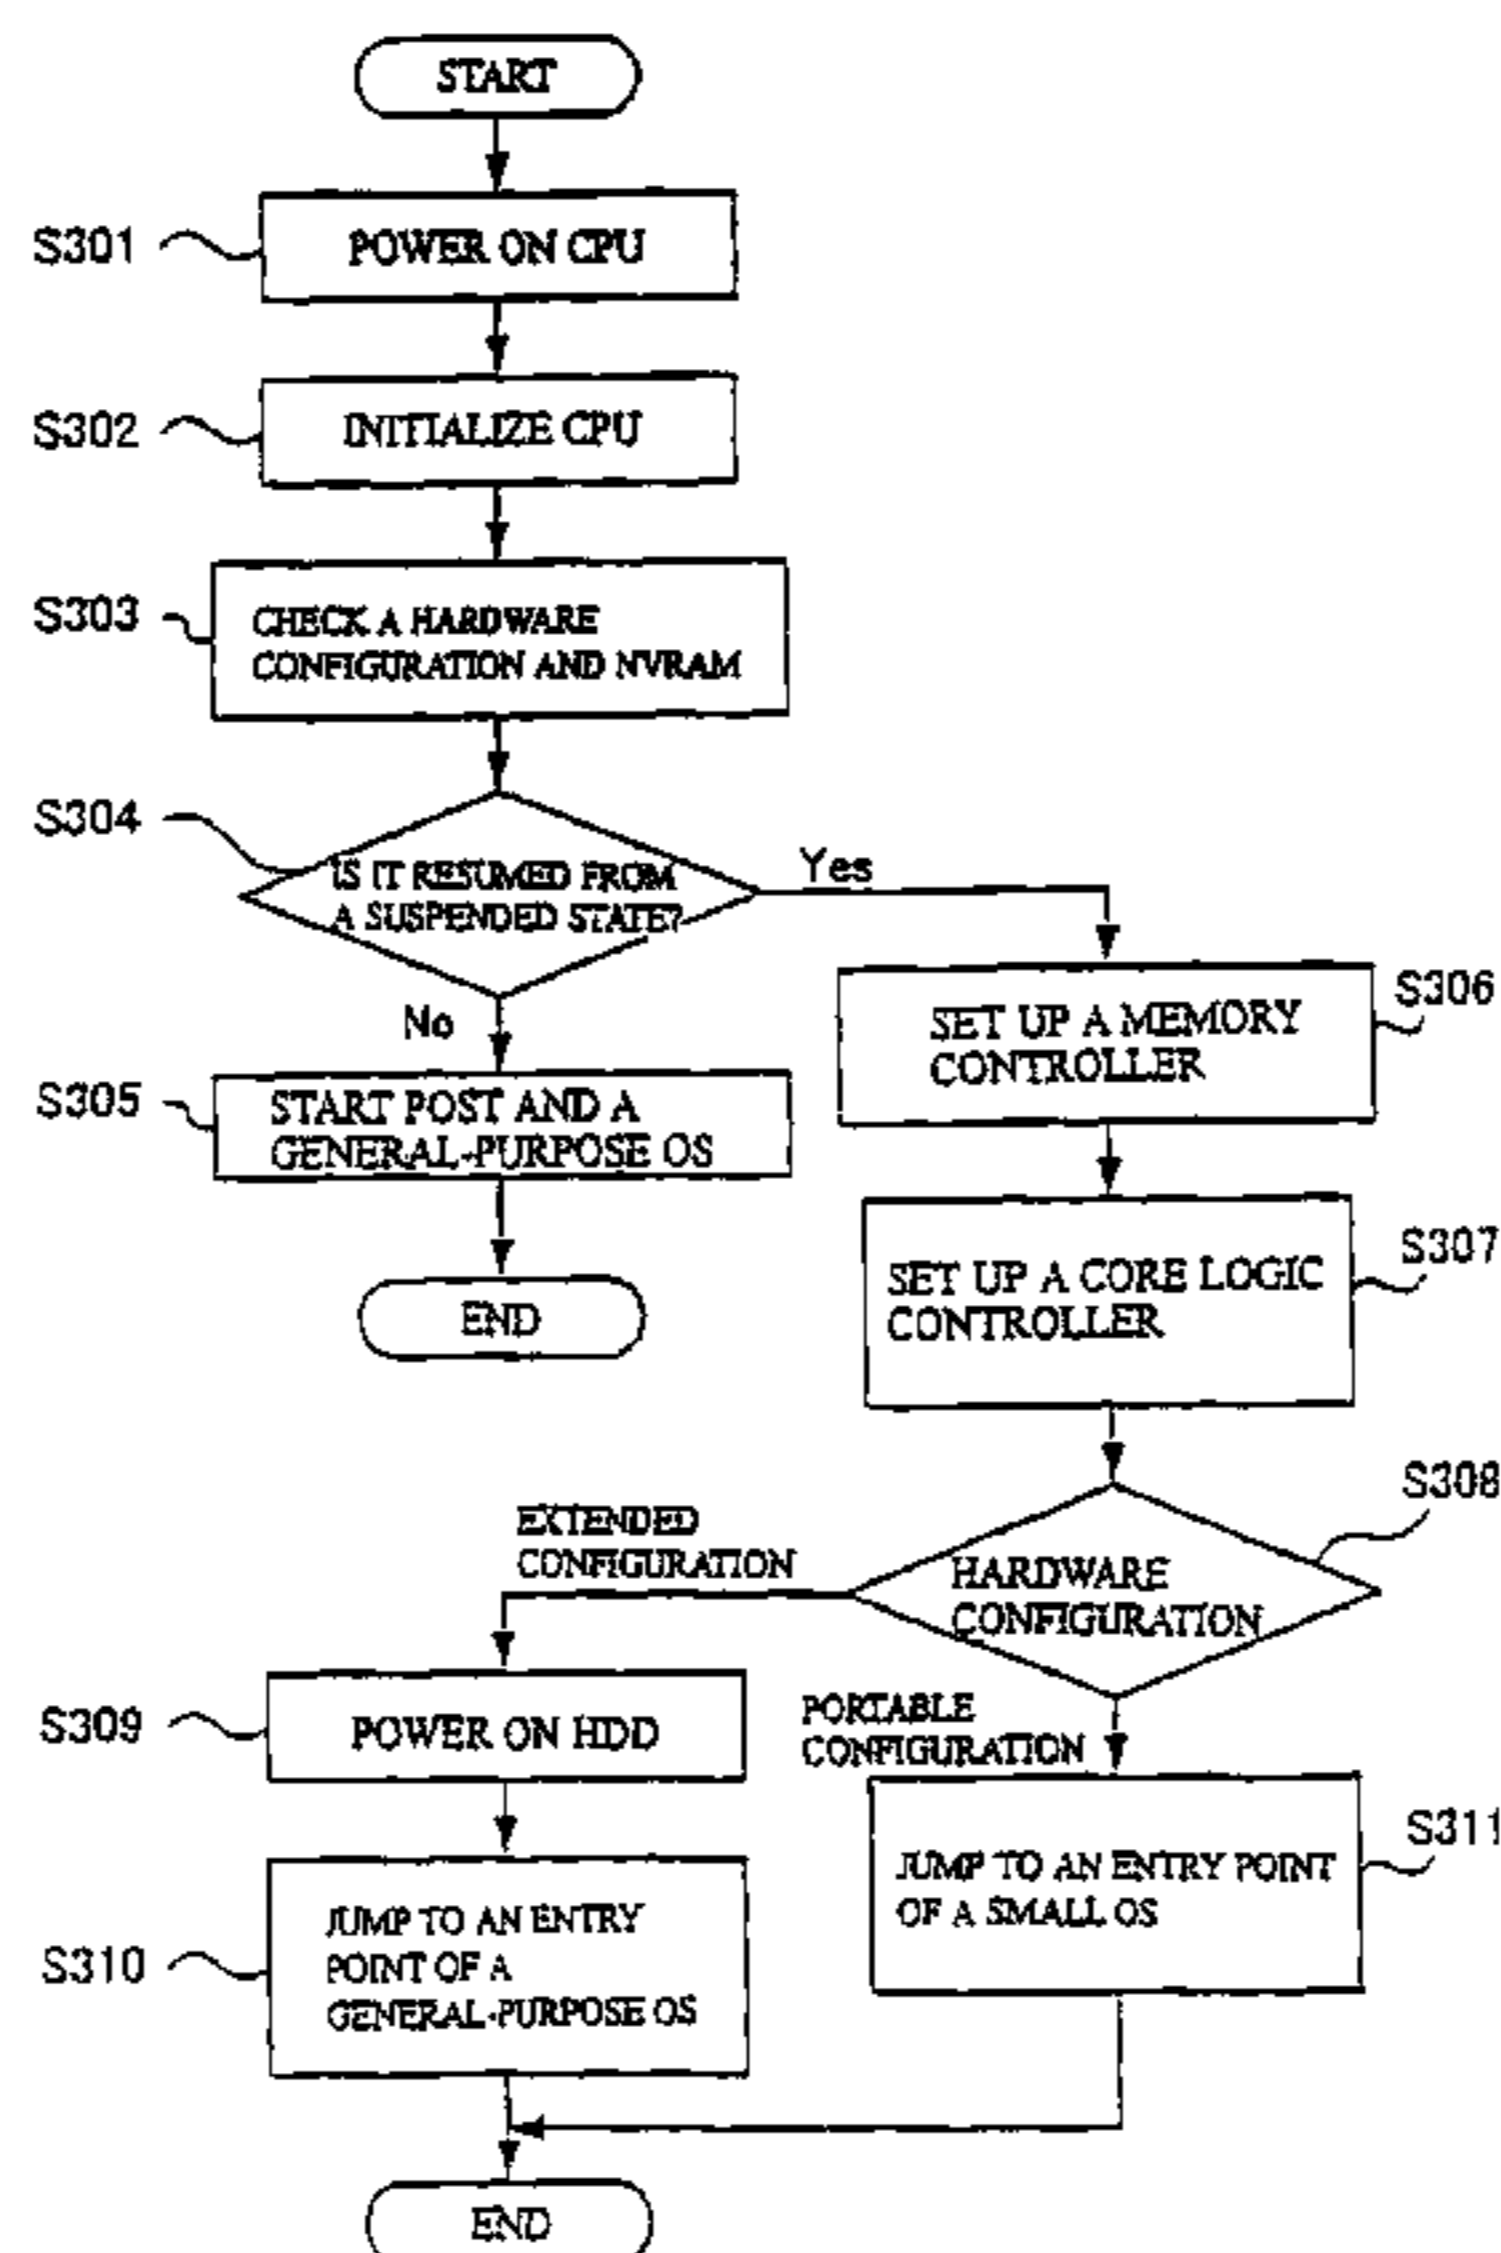 START
S301
POWER ON CPU
S302
INITIALIZE CPU
S303
CHECK A HARDWARE
CONFIGURATION AND NVRAM
S304
IS IT RESUMED FROM
A SUSPENDED STATE?
Yes
No
S305
START POST AND A
GENERAL-PURPOSE OS
END
S306
SET UP A MEMORY
CONTROLLER
S307
SET UP A CORE LOGIC
CONTROLLER
S308
HARDWARE
CONFIGURATION
EXTENDED
CONFIGURATION
S309
POWER ON HDD
S310
JUMP TO AN ENTRY
POINT OF A
GENERAL-PURPOSE OS
PORTABLE
CONFIGURATION
S311
JUMP TO AN ENTRY POINT
OF A SMALL OS
END